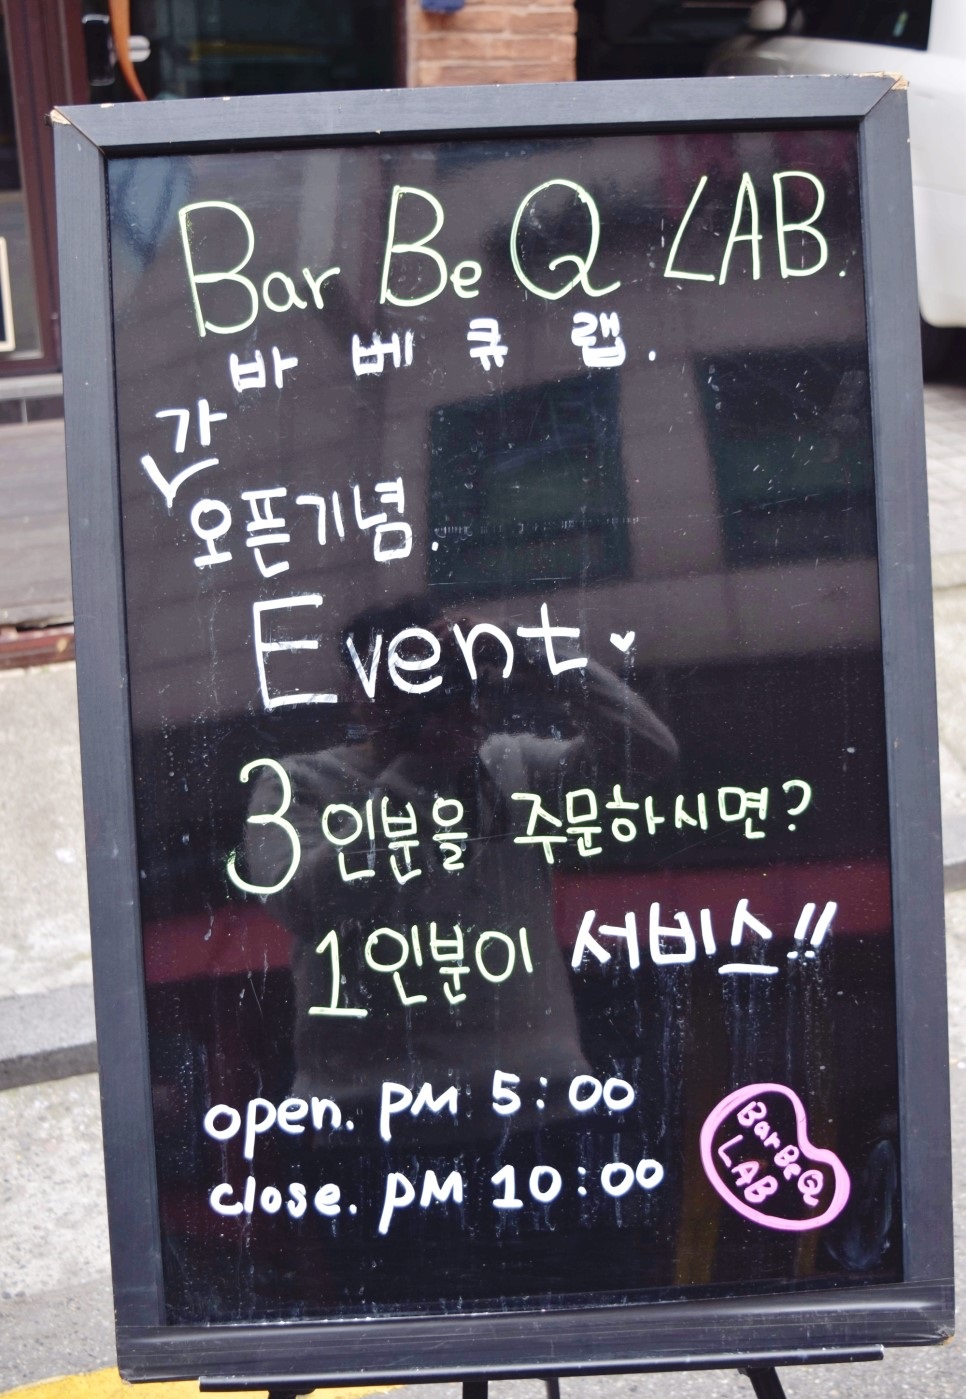 Bar Be Q LAB.
바 베 큐 랩.
간
오픈기념.
Event
3인분을 주문하시면?
1인분이 서비스!!
open. PM 5:00
close. PM 10:00
BarBeQ
LAB